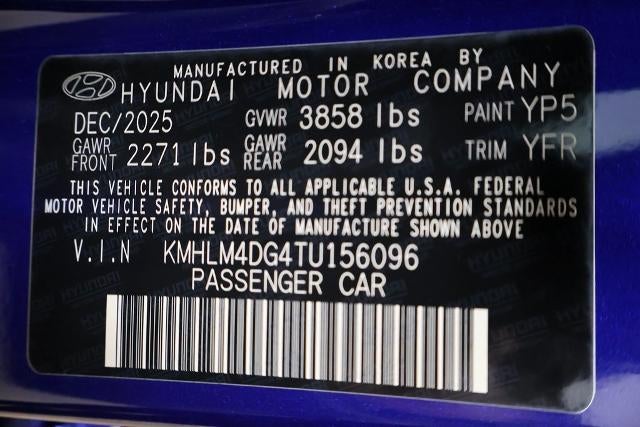 MANUFACTURED IN KOREA BY
HYUNDAI MOTOR COMPANY
DEC/2025 GVWR 3858 lbs PAINT YP5
GAWR FRONT 2271 lbs GAWR REAR 2094 lbs TRIM YFR
THIS VEHICLE CONFORMS TO ALL APPLICABLE U.S.A. FEDERAL
MOTOR VEHICLE SAFETY, BUMPER, AND THEFT PREVENTION STANDARDS
IN EFFECT ON THE DATE OF MANUFACTURE SHOWN ABOVE
V.I.N KMHLM4DG4TU156096
PASSENGER CAR